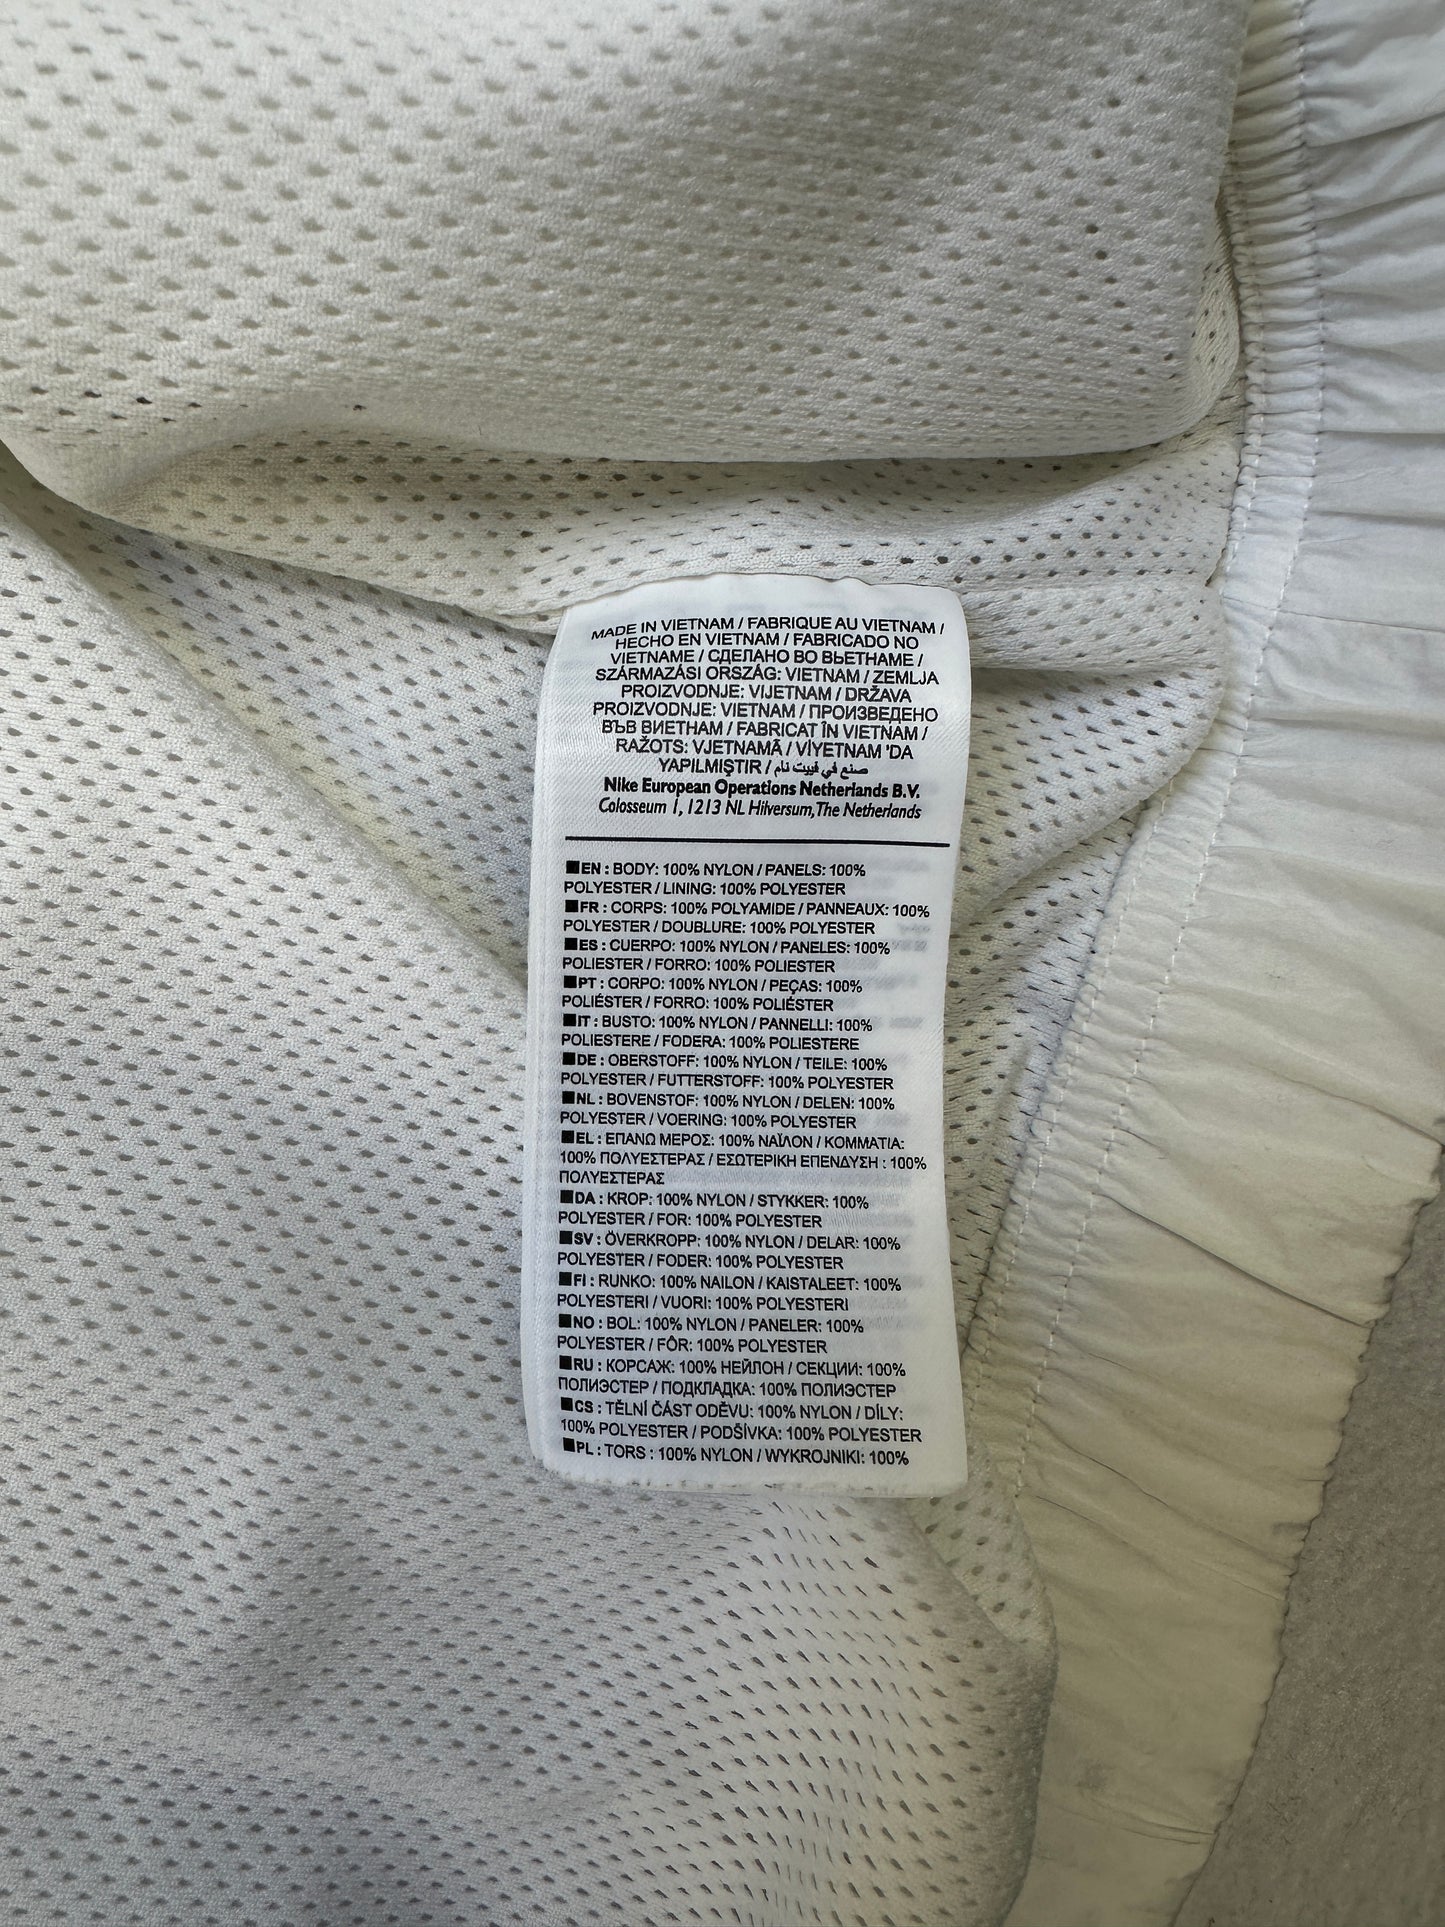 MADE IN VIETNAM / FABRIQUE AU VIETNAM /
HECHO EN VIETNAM / FABRICADO NO
VIETNAME / СДЕЛАНО ВО ВЬЕТНАМЕ /
SZÁRMAZÁSI ORSZÁG: VIETNAM / ZEMLJA
PROIZVODNJE: VIJETNAM / DRŽAVA
PROIZVODNJE: VIETNAM / ПРОИЗВЕДЕНО
ВЪВ ВИЕТНАМ / FABRICAT ÎN VIETNAM /
RAŽOTS: VJETNAMĀ / VİYETNAM 'DA
YAPILMIŞTIR / صنع في فييت نام
Nike European Operations Netherlands B.V.
Colosseum 1, 1213 NL Hilversum, The Netherlands
■EN : BODY: 100% NYLON / PANELS: 100%
POLYESTER / LINING: 100% POLYESTER
■FR : CORPS: 100% POLYAMIDE / PANNEAUX: 100%
POLYESTER / DOUBLURE: 100% POLYESTER
■ES : CUERPO: 100% NYLON / PANELES: 100%
POLIESTER / FORRO: 100% POLIESTER
■PT : CORPO: 100% NYLON / PEÇAS: 100%
POLIÉSTER / FORRO: 100% POLIÉSTER
■IT : BUSTO: 100% NYLON / PANNELLI: 100%
POLIESTERE / FODERA: 100% POLIESTERE
■DE : OBERSTOFF: 100% NYLON / TEILE: 100%
POLYESTER / FUTTERSTOFF: 100% POLYESTER
■NL : BOVENSTOF: 100% NYLON / DELEN: 100%
POLYESTER / VOERING: 100% POLYESTER
■EL : ΕΠΑΝΩ ΜΕΡΟΣ: 100% ΝΑΪΛΟΝ / ΚΟΜΜΑΤΙΑ:
100% ΠΟΛΥΕΣΤΕΡΑΣ / ΕΣΩΤΕΡΙΚΗ ΕΠΕΝΔΥΣΗ : 100%
ΠΟΛΥΕΣΤΕΡΑΣ
■DA : KROP: 100% NYLON / STYKKER: 100%
POLYESTER / FOR: 100% POLYESTER
■SV : ÖVERKROPP: 100% NYLON / DELAR: 100%
POLYESTER / FODER: 100% POLYESTER
■FI : RUNKO: 100% NAILON / KAISTALEET: 100%
POLYESTERI / VUORI: 100% POLYESTERI
■NO : BOL: 100% NYLON / PANELER: 100%
POLYESTER / FÔR: 100% POLYESTER
■RU : КОРСАЖ: 100% НЕЙЛОН / СЕКЦИИ: 100%
ПОЛИЭСТЕР / ПОДКЛАДКА: 100% ПОЛИЭСТЕР
■CS : TĚLNÍ ČÁST ODĚVU: 100% NYLON / DÍLY:
100% POLYESTER / PODŠÍVKA: 100% POLYESTER
■PL : TORS : 100% NYLON / WYKROJNIKI: 100%